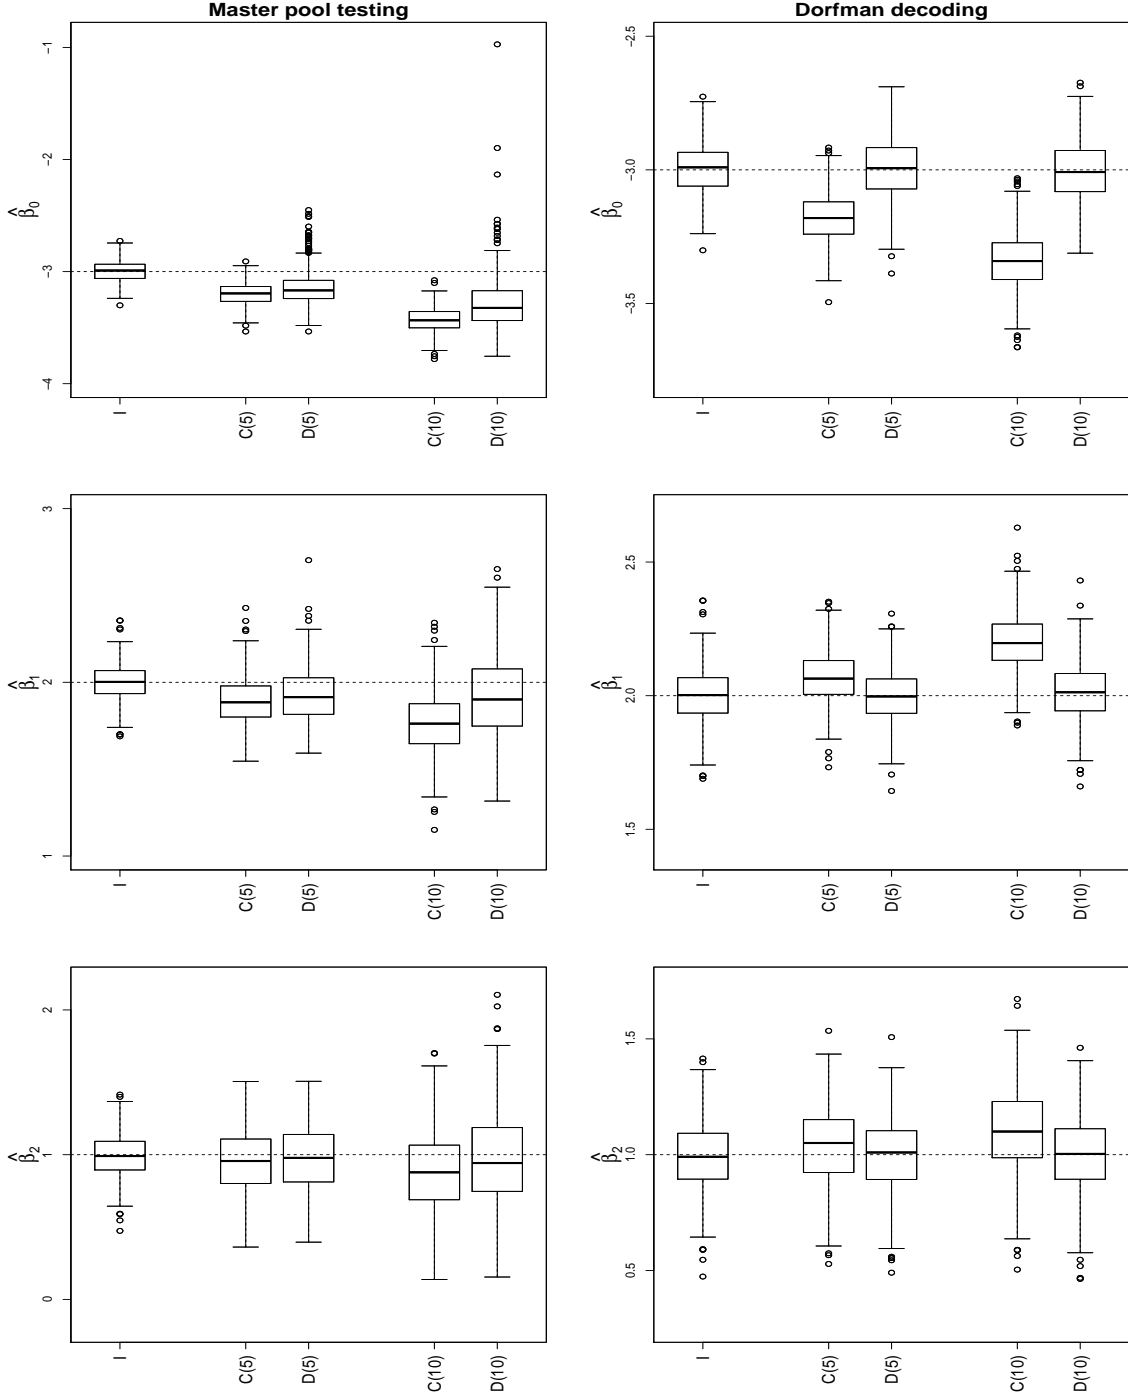 Master pool testing
β̂0
-1
-2
-3
-4
I
C(5)
D(5)
C(10)
D(10)
Dorfman decoding
β̂0
-2.5
-3.0
-3.5
I
C(5)
D(5)
C(10)
D(10)
β̂1
3
2
1
I
C(5)
D(5)
C(10)
D(10)
β̂1
2.5
2.0
1.5
I
C(5)
D(5)
C(10)
D(10)
β̂2
2
1
0
I
C(5)
D(5)
C(10)
D(10)
β̂2
1.5
1.0
0.5
I
C(5)
D(5)
C(10)
D(10)